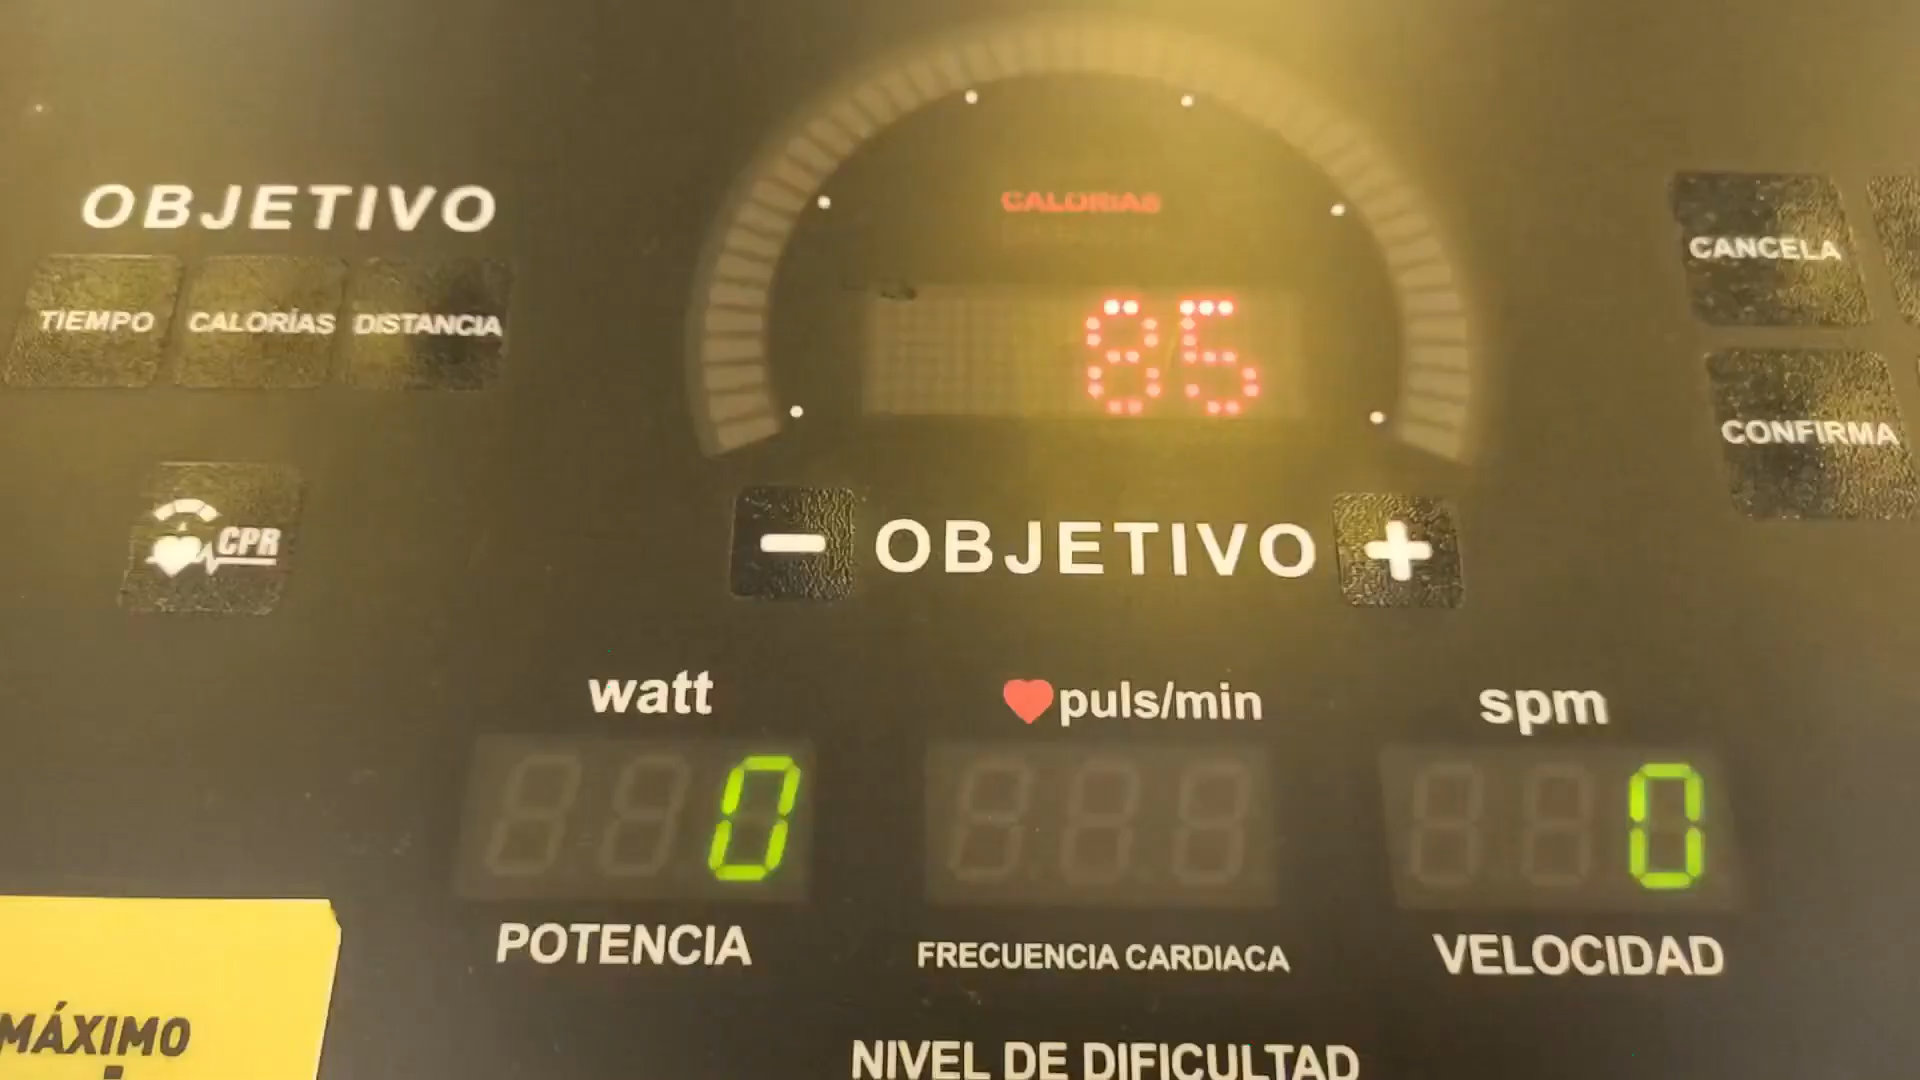 CALORIAS
85
OBJETIVO
TIEMPO CALORÍAS DISTANCIA
CANCELA
CONFIRMA
CPR
- OBJETIVO +
watt puls/min spm
0 0
POTENCIA FRECUENCIA CARDIACA VELOCIDAD
MÁXIMO
NIVEL DE DIFICULTAD